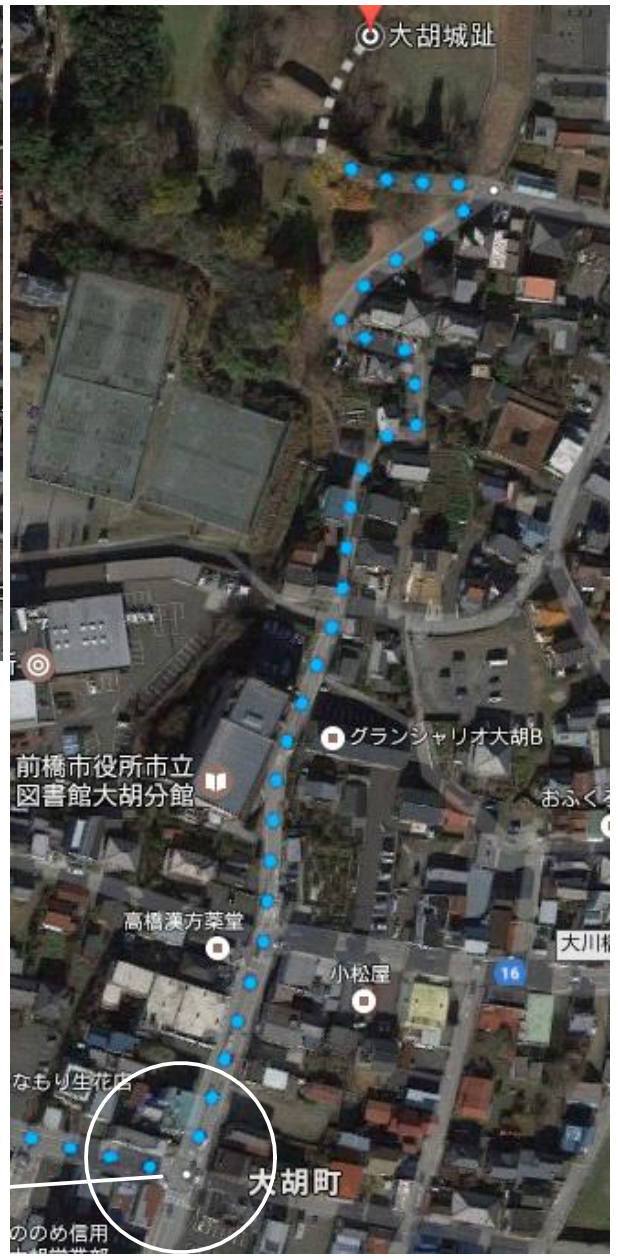 大胡城趾
グランシャリオ大胡B
前橋市役所市立
図書館大胡分館
おふくろ
高橋漢方薬堂
大川橋
小松屋
16
なもり生花店
大胡町
ののめ信用